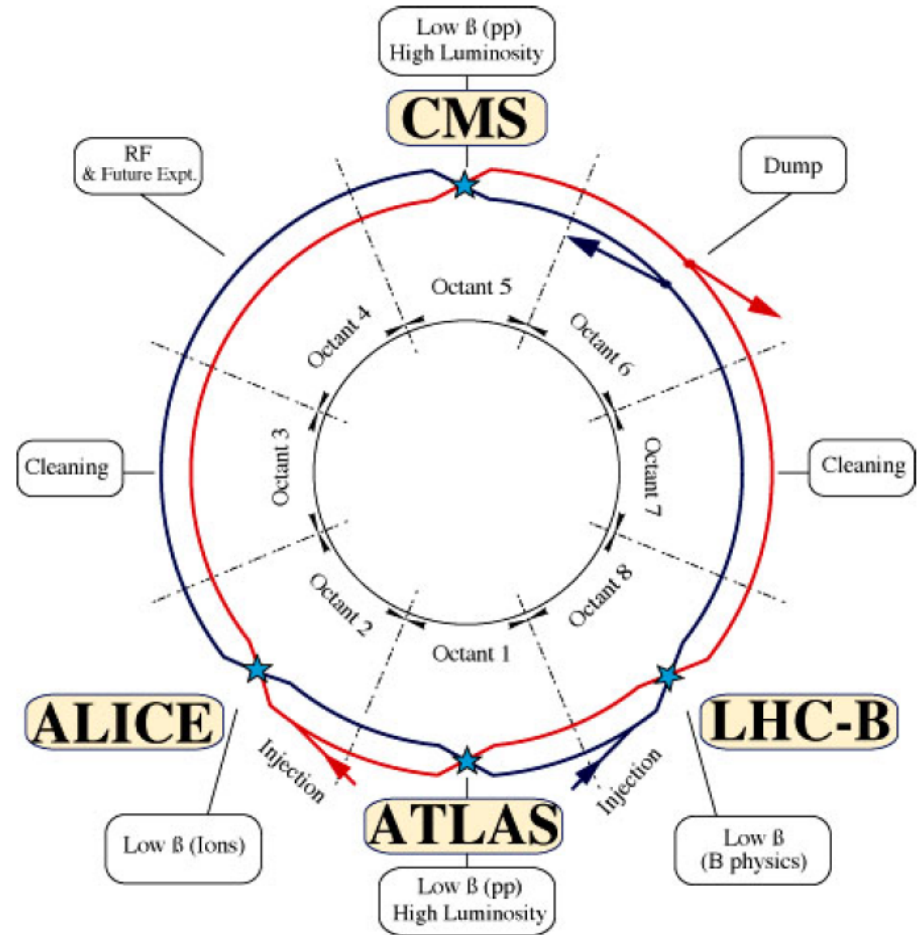 Low ß (pp)
High Luminosity
CMS
RF
& Future Expt.
Dump
Octant 5
Octant 4
Octant 6
Cleaning
Octant 3
Octant 7
Cleaning
Octant 2
Octant 8
Octant 1
ALICE
LHC-B
Injection
Injection
ATLAS
Low ß (Ions)
Low ß
(B physics)
Low ß (pp)
High Luminosity